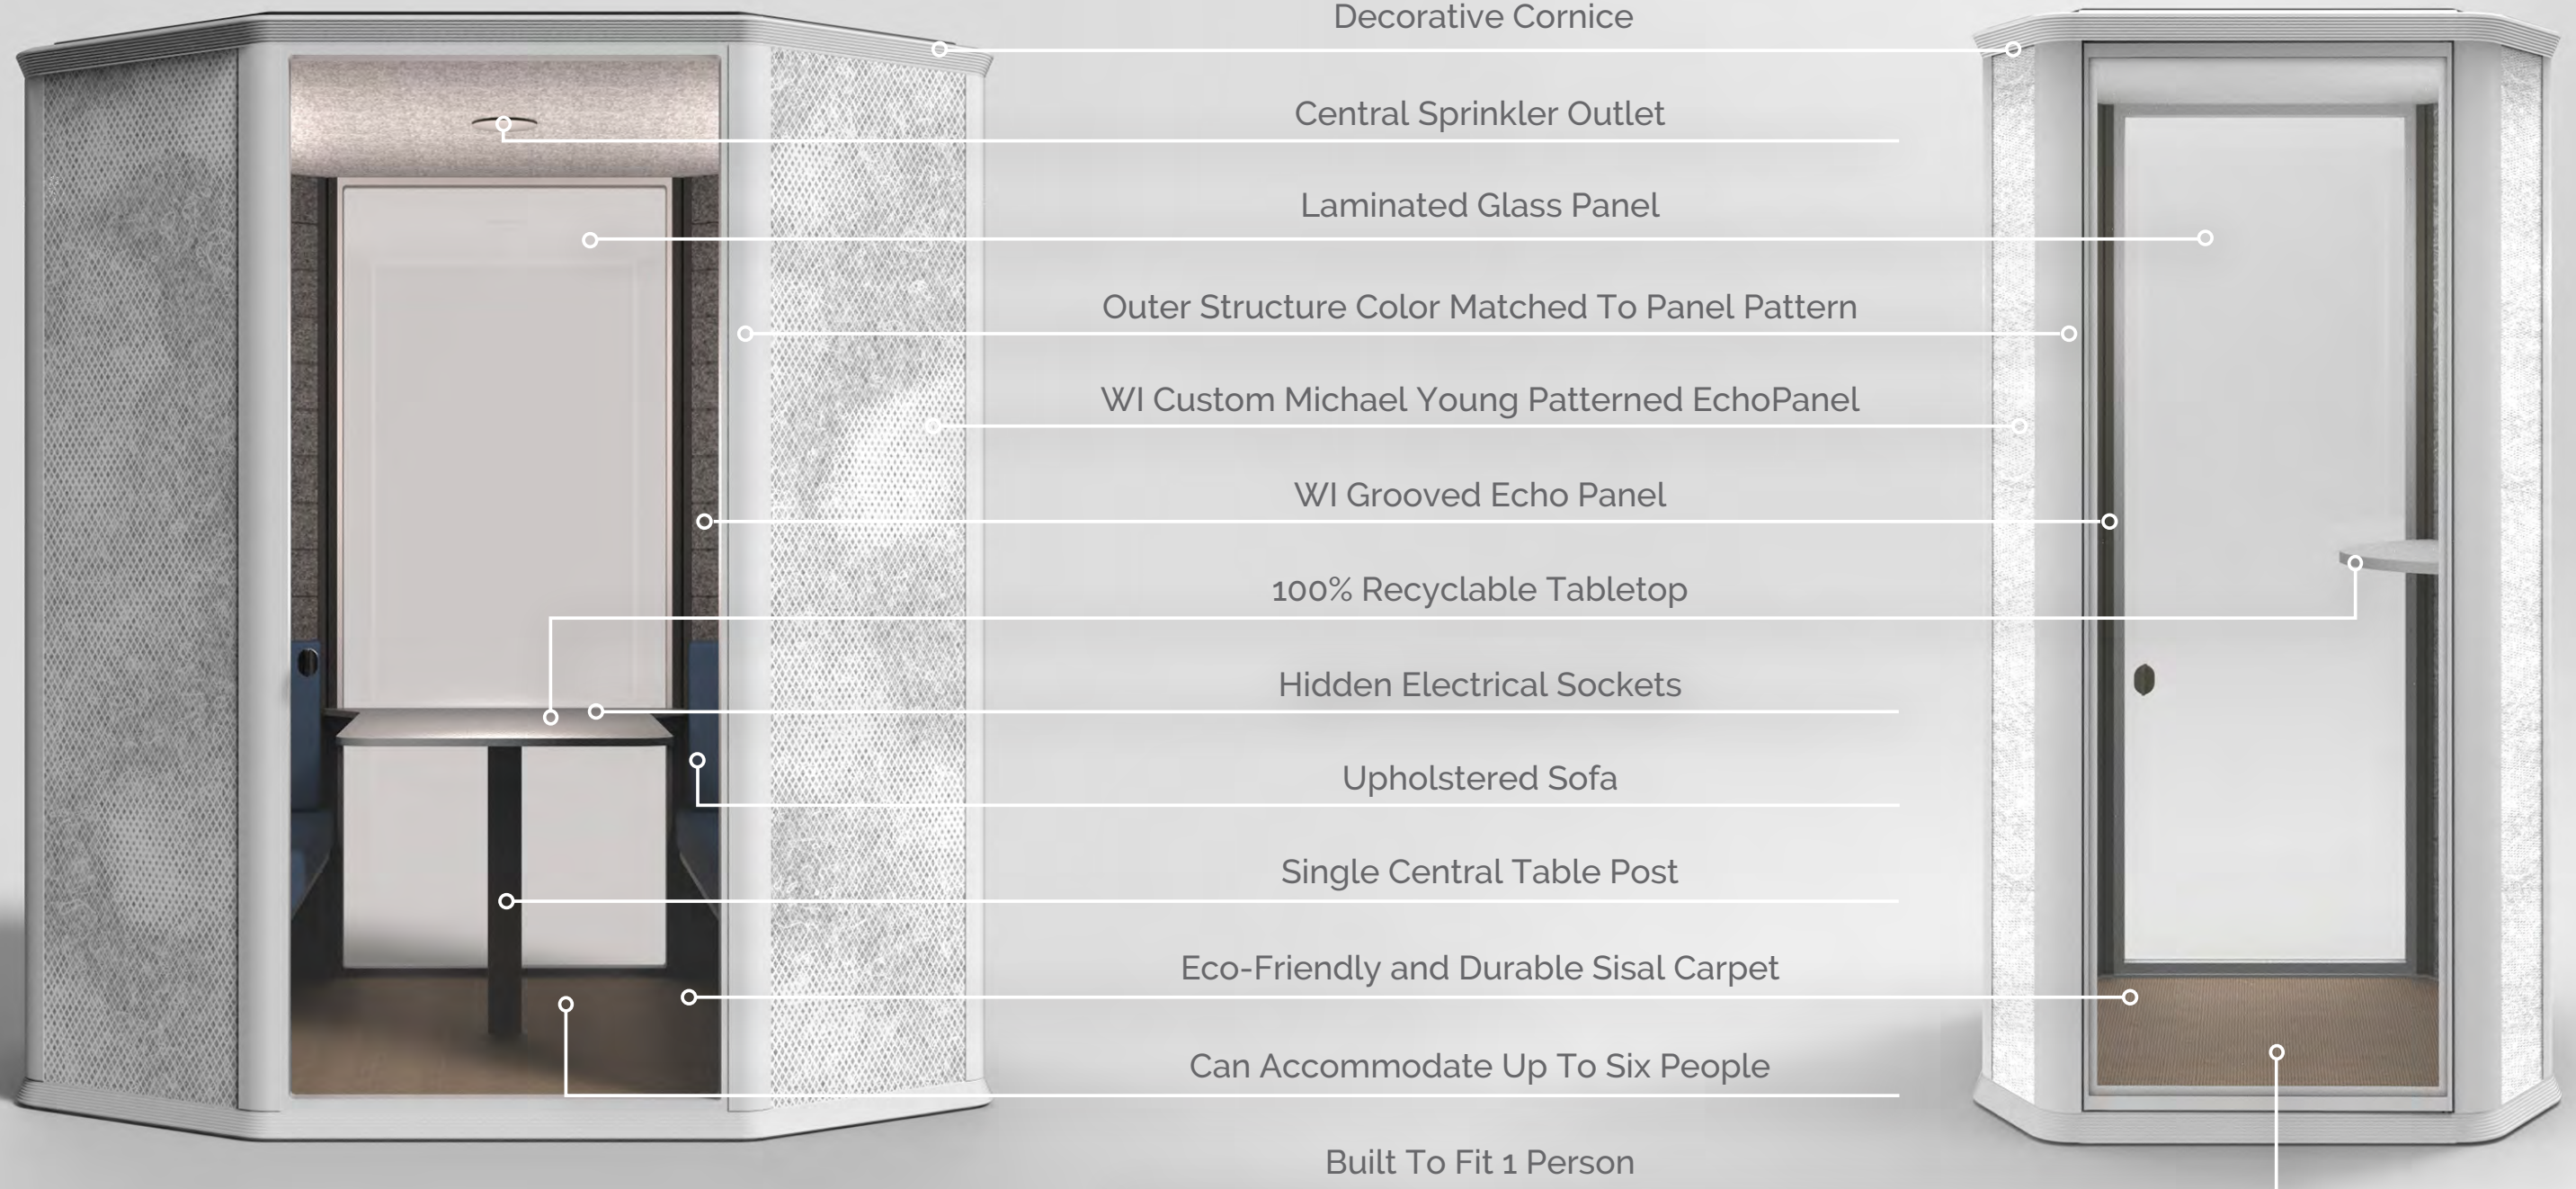 Decorative Cornice
Central Sprinkler Outlet
Laminated Glass Panel
Outer Structure Color Matched To Panel Pattern
WI Custom Michael Young Patterned EchoPanel
WI Grooved Echo Panel
100% Recyclable Tabletop
Hidden Electrical Sockets
Upholstered Sofa
Single Central Table Post
Eco-Friendly and Durable Sisal Carpet
Can Accommodate Up To Six People
Built To Fit 1 Person